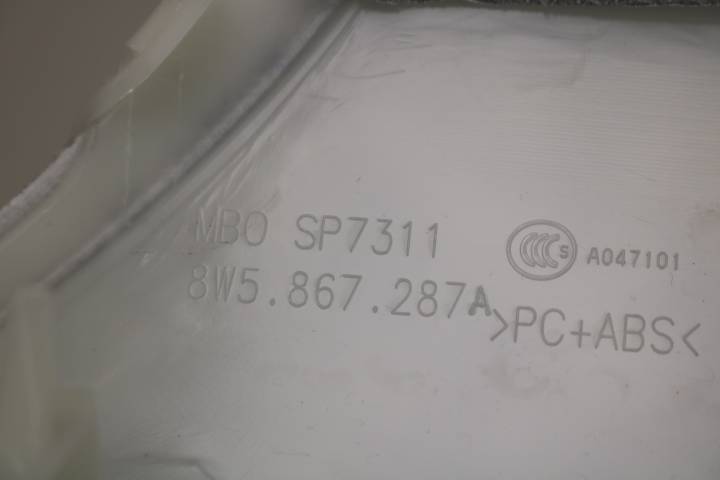 MBO SP7311
CCC S A047101
8W5.867.287A
>PC+ABS<